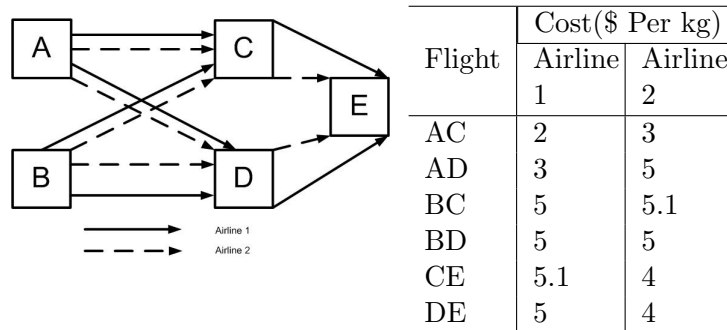 A
C
E
B
D
Airline 1
Airline 2
Cost($ Per kg)
Flight Airline Airline
1 2
AC 2 3
AD 3 5
BC 5 5.1
BD 5 5
CE 5.1 4
DE 5 4